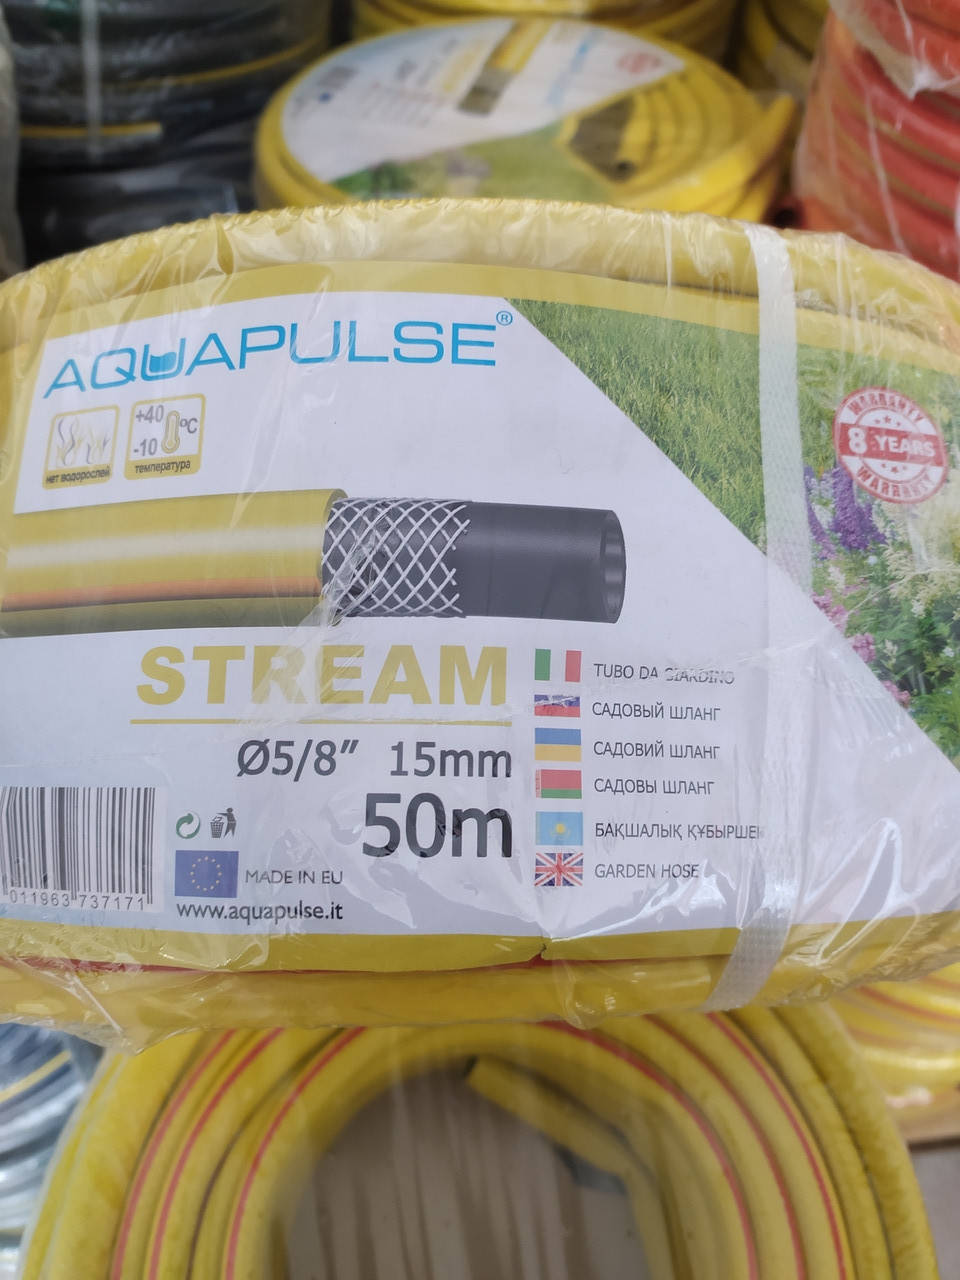 AQUAPULSE®
+40
-10
°C
нет водорослей
температура
WARRANTY
8 YEARS
WARRANTY
STREAM
Ø5/8” 15mm
50m
TUBO DA GIARDINO
САДОВЫЙ ШЛАНГ
САДОВИЙ ШЛАНГ
САДОВЫ ШЛАНГ
БАҚШАЛЫҚ ҚҰБЫРШЕК
GARDEN HOSE
011963 737171
MADE IN EU
www.aquapulse.it